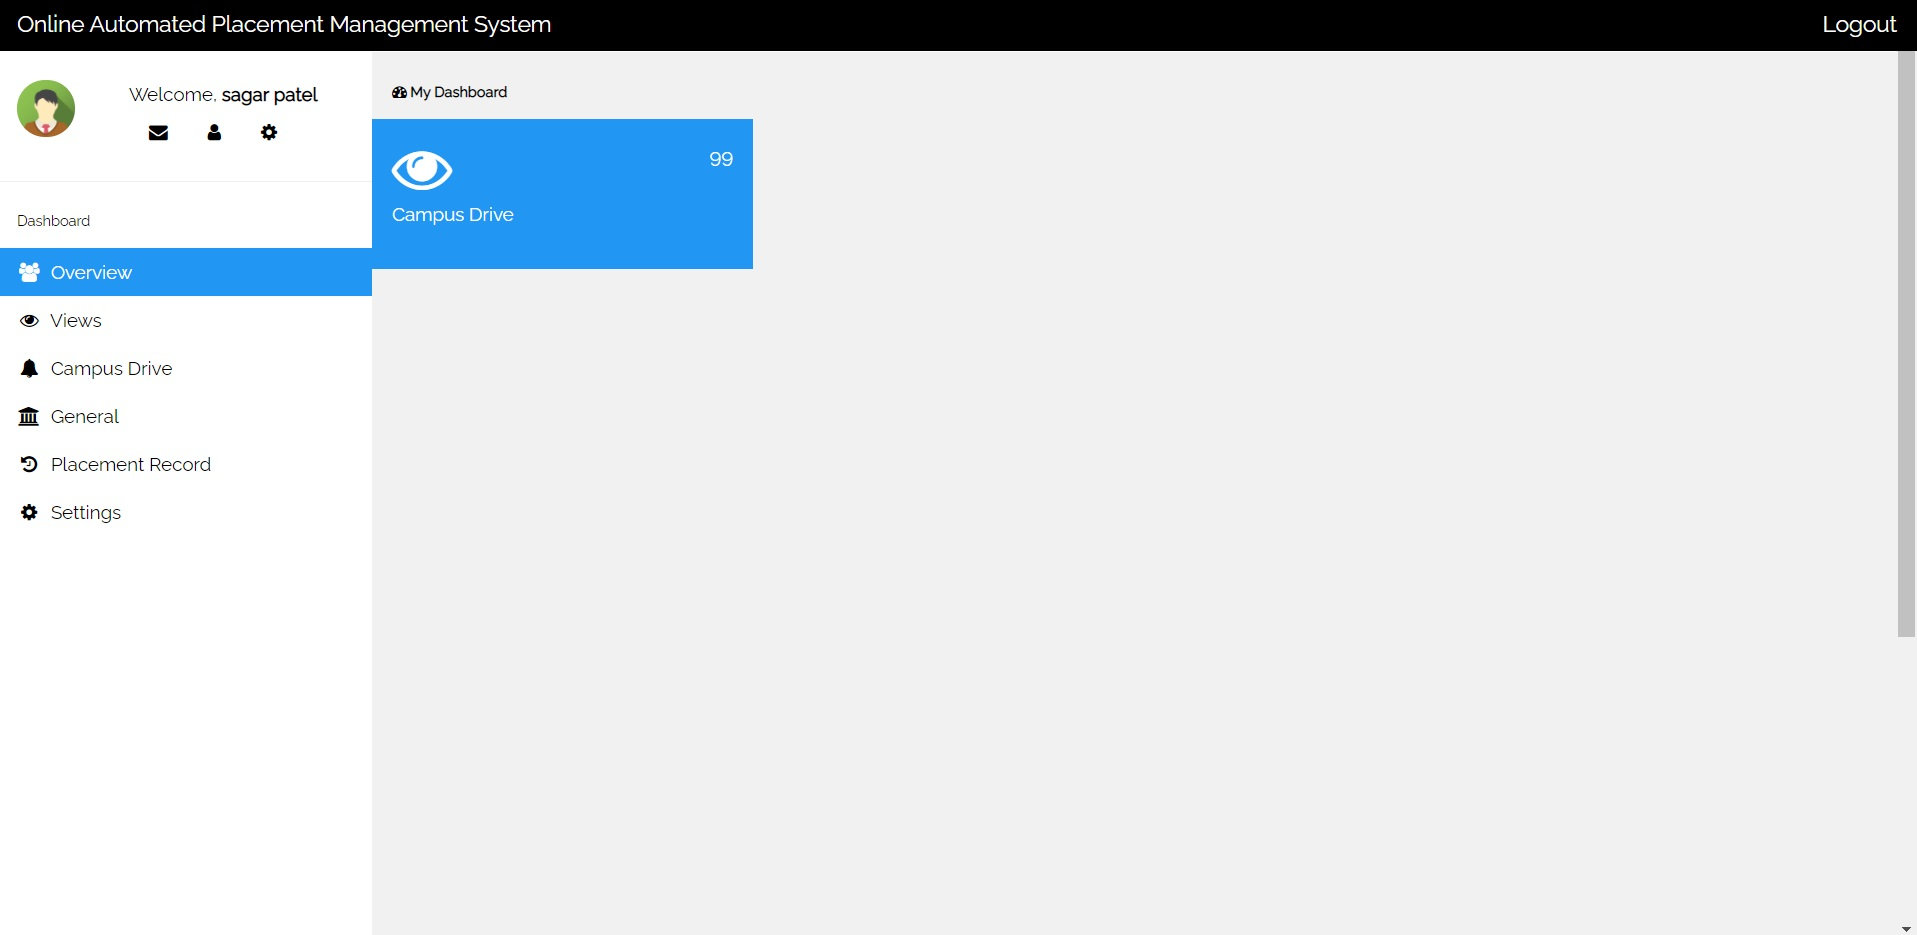 Online Automated Placement Management System
Logout
Welcome, sagar patel
Dashboard
Overview
Views
Campus Drive
General
Placement Record
Settings
My Dashboard
99
Campus Drive